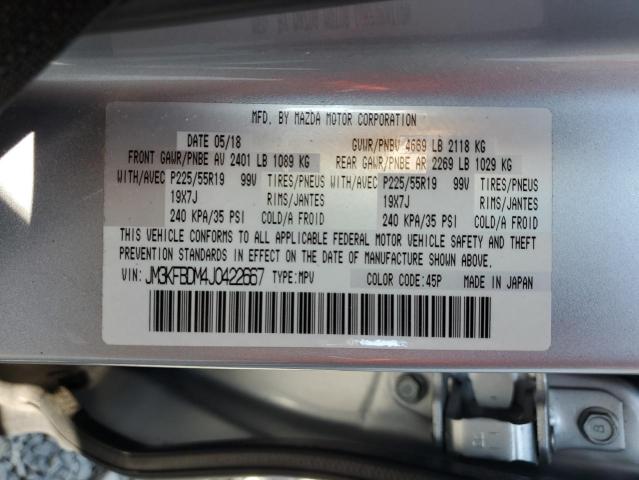 MFD. BY MAZDA MOTOR CORPORATION
DATE 05/18 GVWR/PNBV 4669 LB 2118 KG
FRONT GAWR/PNBE AV 2401 LB 1089 KG REAR GAWR/PNBE AR 2269 LB 1029 KG
WITH/AVEC P225/55R19 99V TIRES/PNEUS WITH/AVEC P225/55R19 99V TIRES/PNEUS
19X7J RIMS/JANTES 19X7J RIMS/JANTES
240 KPA/35 PSI COLD/A FROID 240 KPA/35 PSI COLD/A FROID
THIS VEHICLE CONFORMS TO ALL APPLICABLE FEDERAL MOTOR VEHICLE SAFETY AND THEFT
PREVENTION STANDARDS IN EFFECT ON THE DATE OF MANUFACTURE SHOWN ABOVE.
VIN: JM3KFBDM4J0422667 TYPE:MPV COLOR CODE:45P MADE IN JAPAN